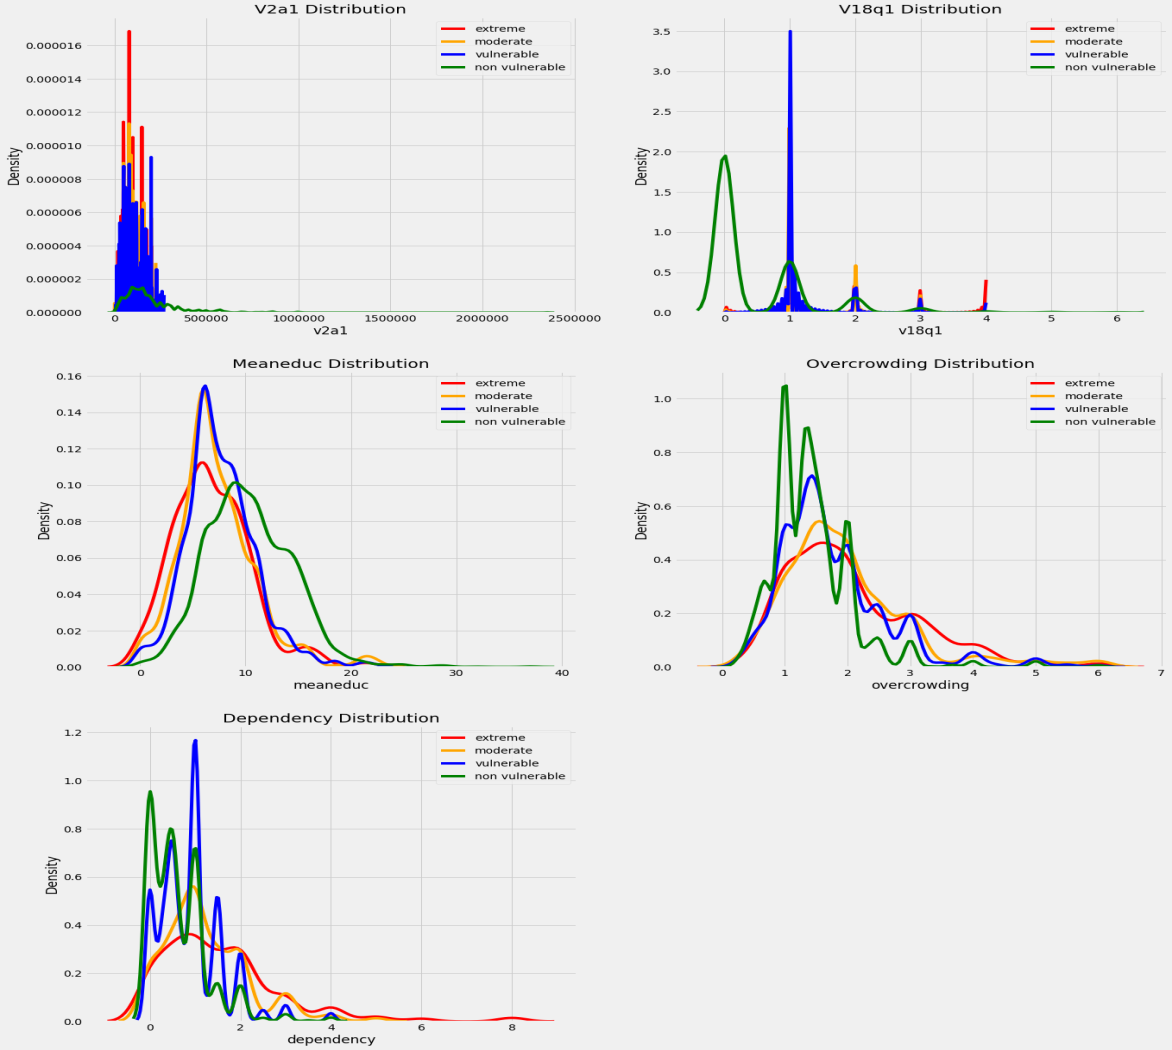 V2a1 Distribution
extreme
moderate
vulnerable
non vulnerable
0.000016
0.000014
0.000012
0.000010
0.000008
0.000006
0.000004
0.000002
0.000000
Density
0 500000 1000000 1500000 2000000 2500000
v2a1
V18q1 Distribution
extreme
moderate
vulnerable
non vulnerable
3.5
3.0
2.5
2.0
1.5
1.0
0.5
0.0
Density
0 1 2 3 4 5 6
v18q1
Meaneduc Distribution
extreme
moderate
vulnerable
non vulnerable
0.16
0.14
0.12
0.10
0.08
0.06
0.04
0.02
0.00
Density
0 10 20 30 40
meaneduc
Overcrowding Distribution
extreme
moderate
vulnerable
non vulnerable
1.0
0.8
0.6
0.4
0.2
0.0
Density
0 1 2 3 4 5 6 7
overcrowding
Dependency Distribution
extreme
moderate
vulnerable
non vulnerable
1.2
1.0
0.8
0.6
0.4
0.2
0.0
Density
0 2 4 6 8
dependency